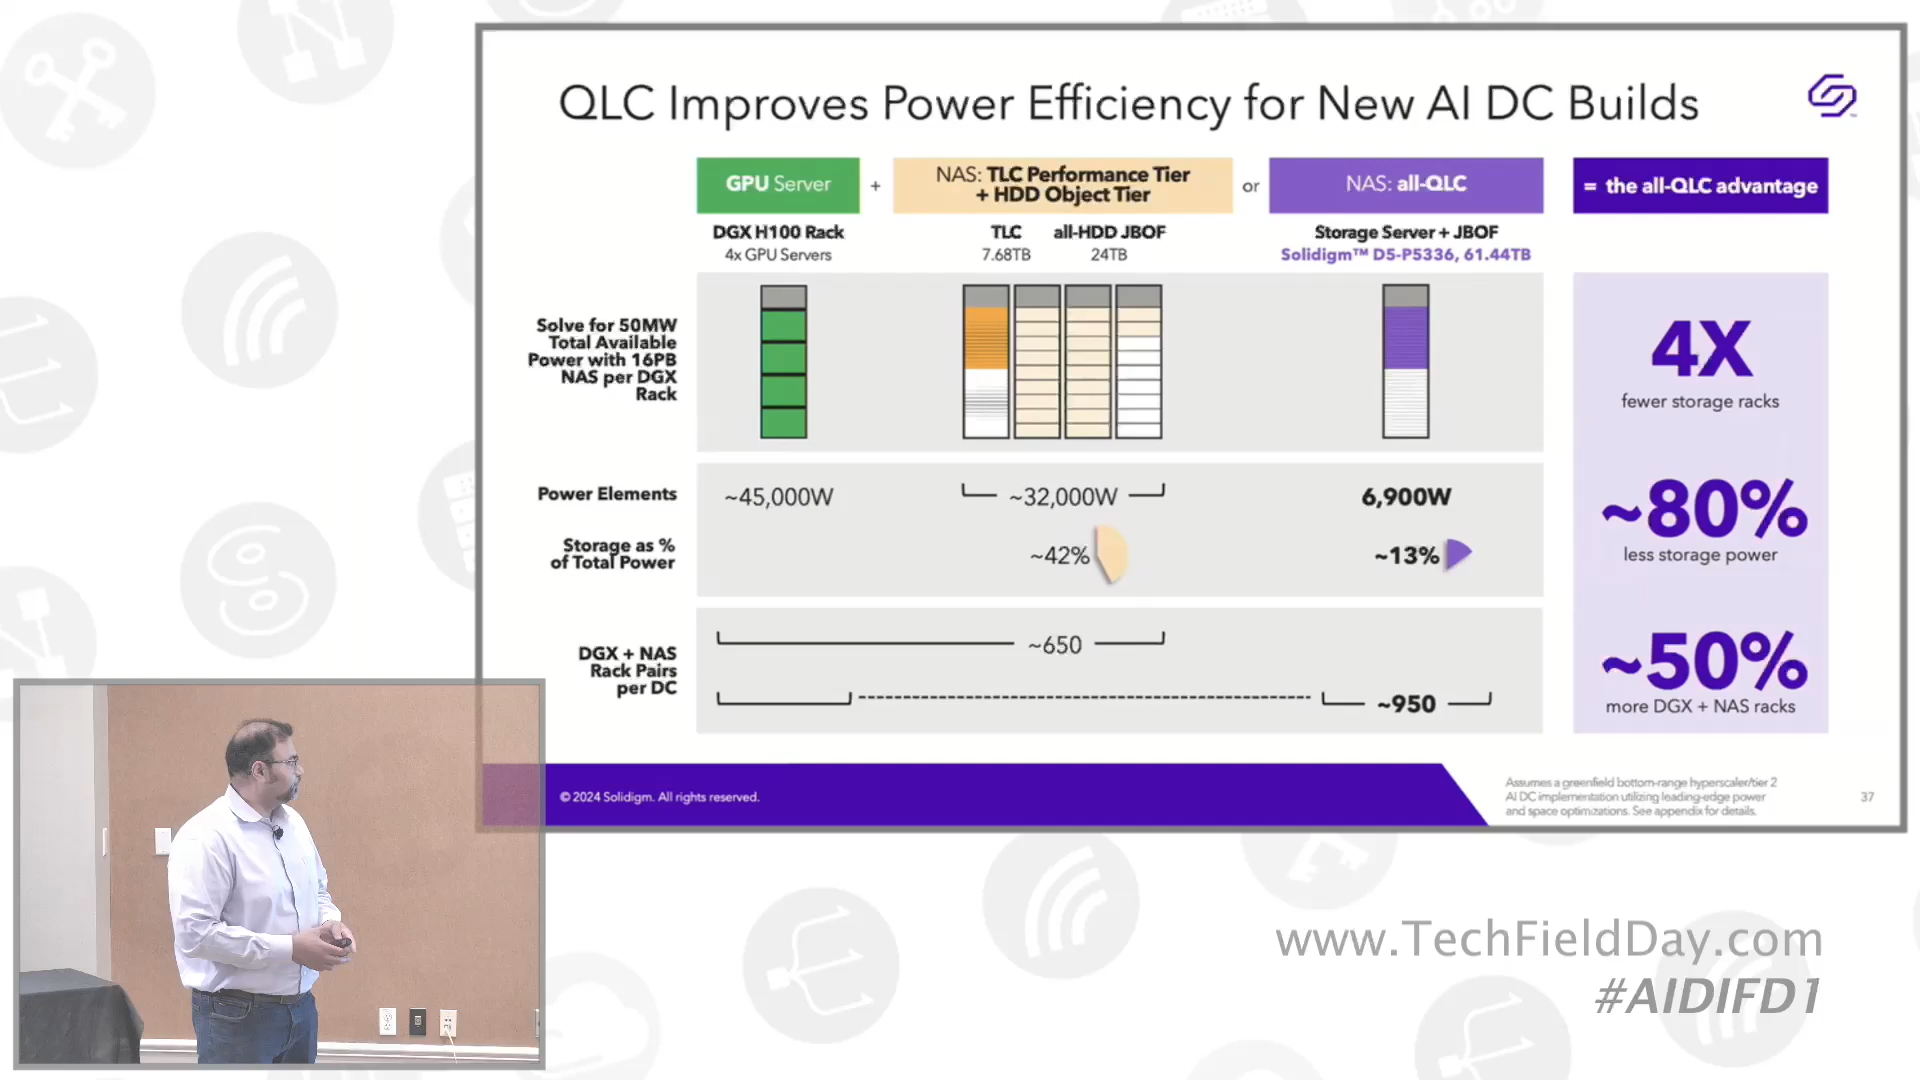 QLC Improves Power Efficiency for New AI DC Builds
GPU Server
+
NAS: TLC Performance Tier
+ HDD Object Tier
or
NAS: all-QLC
= the all-QLC advantage
DGX H100 Rack
4x GPU Servers
TLC
7.68TB
all-HDD JBOF
24TB
Storage Server + JBOF
Solidigm™ D5-P5336, 61.44TB
Solve for 50MW
Total Available
Power with 16PB
NAS per DGX
Rack
4X
fewer storage racks
Power Elements
~45,000W
~32,000W
6,900W
~80%
less storage power
Storage as %
of Total Power
~42%
~13%
DGX + NAS
Rack Pairs
per DC
~650
~950
~50%
more DGX + NAS racks
© 2024 Solidigm. All rights reserved.
Assumes a greenfield bottom-range hyperscaler/tier 2
AI DC implementation utilizing leading-edge power
and space optimizations. See appendix for details.
37
www.TechFieldDay.com
#AIDIFD1